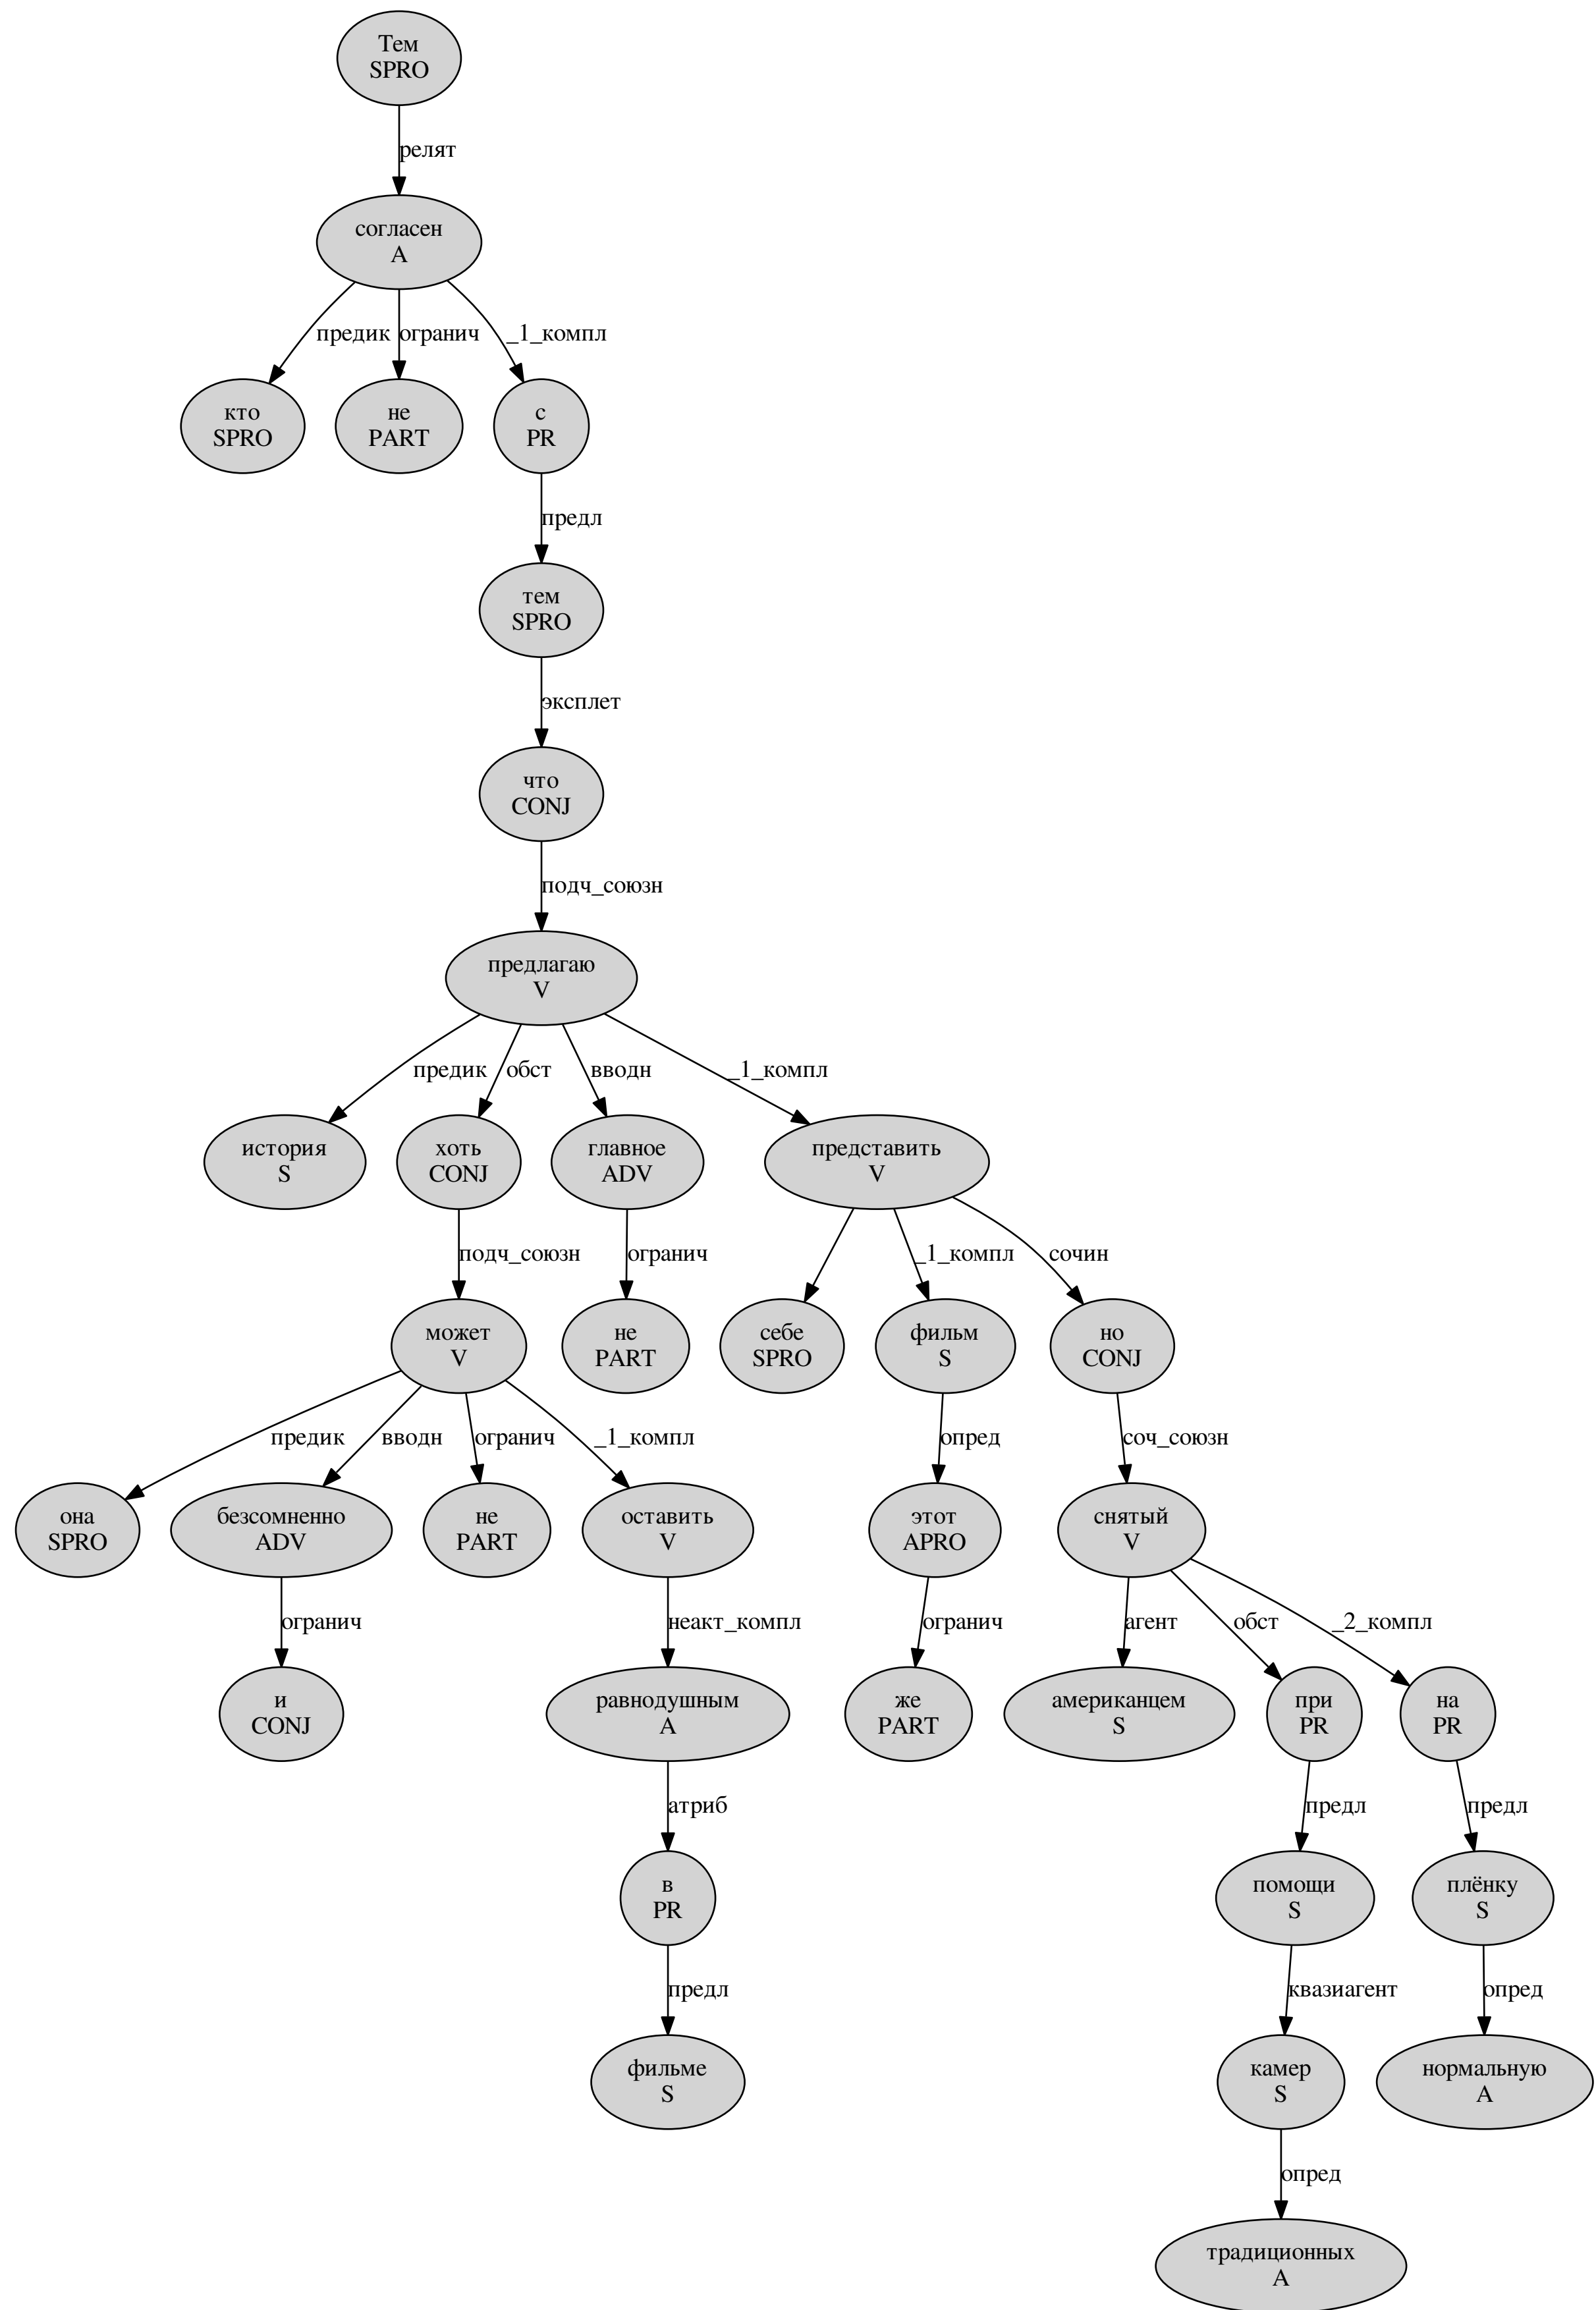 Тем
SPRO
релят
согласен
A
предик
огранич
_1_компл
кто
SPRO
не
PART
с
PR
предл
тем
SPRO
эксплет
что
CONJ
подч_союзн
предлагаю
V
предик
обст
вводн
_1_компл
история
S
хоть
CONJ
главное
ADV
представить
V
подч_союзн
огранич
_1_компл
сочин
может
V
не
PART
себе
SPRO
фильм
S
но
CONJ
предик
вводн
огранич
_1_компл
опред
соч_союзн
она
SPRO
безсомненно
ADV
не
PART
оставить
V
этот
APRO
снятый
V
огранич
неакт_компл
огранич
агент
обст
_2_компл
и
CONJ
равнодушным
A
же
PART
американцем
S
при
PR
на
PR
атриб
предл
предл
в
PR
помощи
S
плёнку
S
предл
квазиагент
опред
фильме
S
камер
S
нормальную
A
опред
традиционных
A